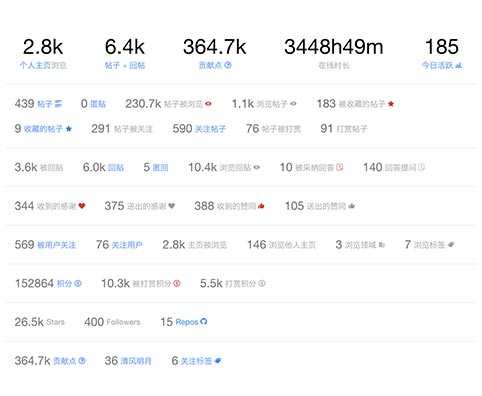 2.8k 6.4k 364.7k 3448h49m 185
个人主页浏览 帖子 + 回帖 贡献点 在线时长 今日活跃
439 帖子 0 匿贴 230.7k 帖子被浏览 1.1k 浏览帖子 183 被收藏的帖子
9 收藏的帖子 291 帖子被关注 590 关注帖子 76 帖子被打赏 91 打赏帖子
3.6k 被回贴 6.0k 回贴 5 匿回 10.4k 浏览回贴 10 被采纳回答 140 回答提问
344 收到的感谢 375 送出的感谢 388 收到的赞同 105 送出的赞同
569 被用户关注 76 关注用户 2.8k 主页被浏览 146 浏览他人主页 3 浏览领域 7 浏览标签
152864 积分 10.3k 被打赏积分 5.5k 打赏积分
26.5k Stars 400 Followers 15 Repos
364.7k 贡献点 36 清风明月 6 关注标签